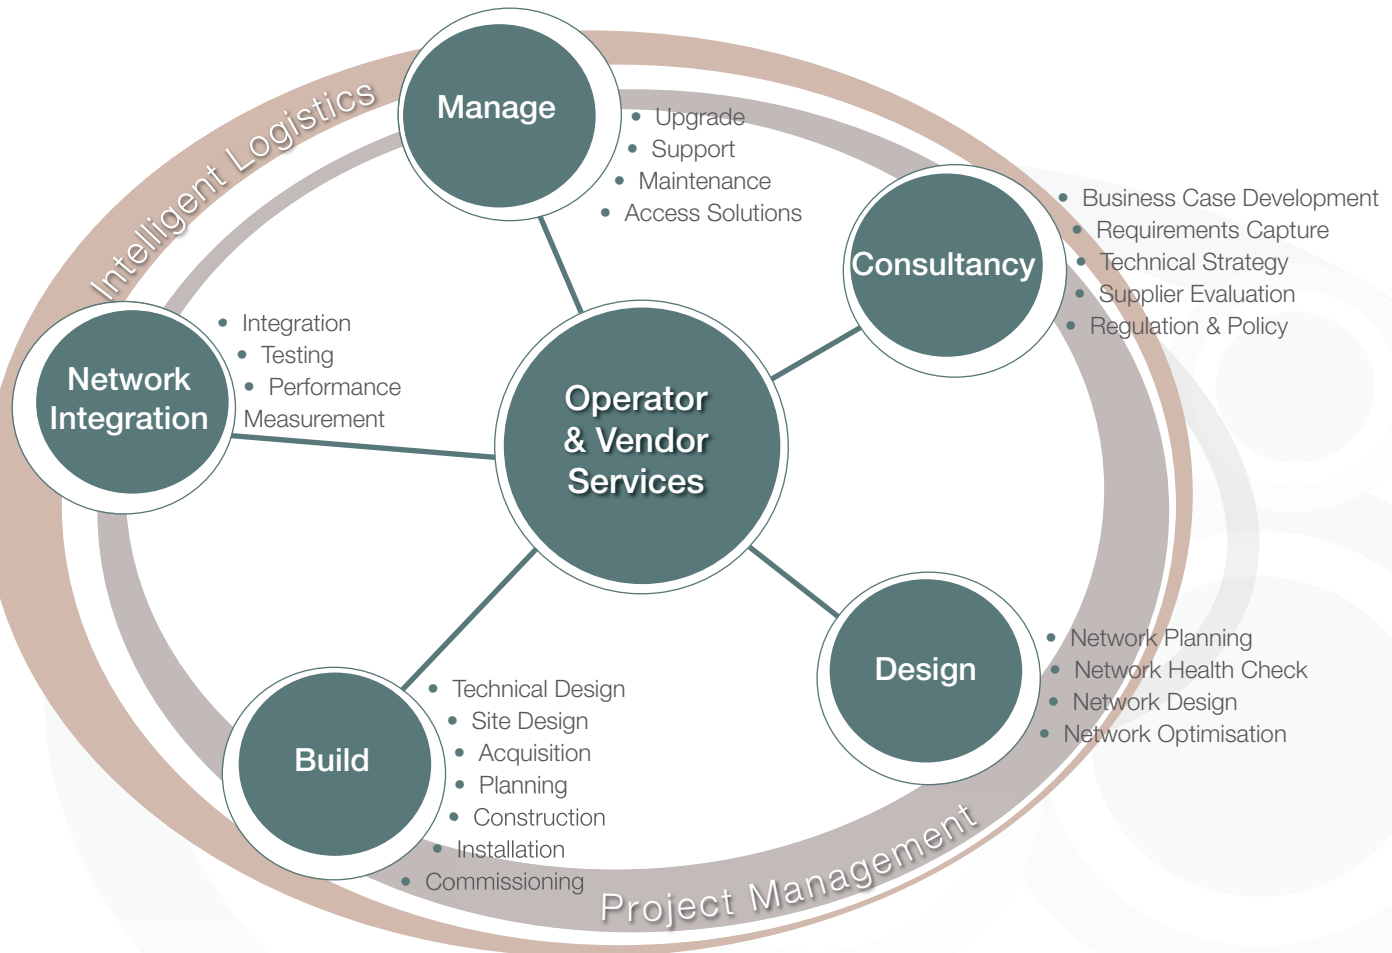 Intelligent Logistics
Manage
• Upgrade
• Support
• Maintenance
• Access Solutions
Consultancy
• Business Case Development
• Requirements Capture
• Technical Strategy
• Supplier Evaluation
• Regulation & Policy
Network
Integration
• Integration
• Testing
• Performance
Measurement
Operator
& Vendor
Services
Design
• Network Planning
• Network Health Check
• Network Design
• Network Optimisation
Build
• Technical Design
• Site Design
• Acquisition
• Planning
• Construction
• Installation
• Commissioning
Project Management